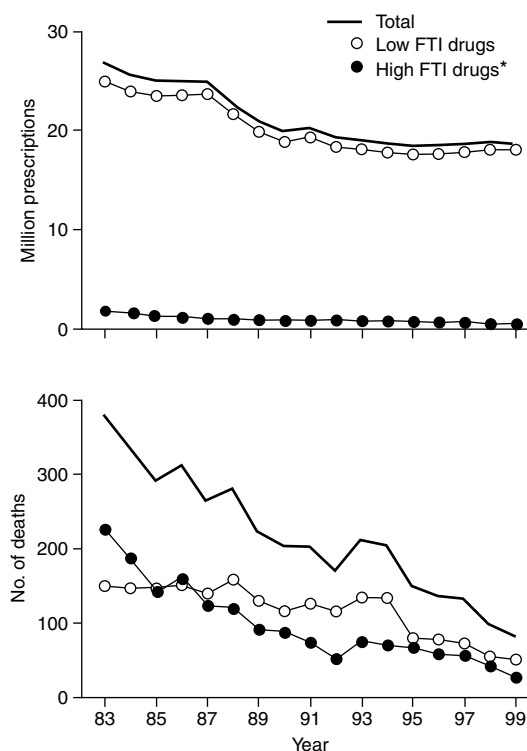 Total
Low FTI drugs
High FTI drugs*
30
20
10
0
Million prescriptions
400
300
200
100
0
No. of deaths
83 85 87 89 91 93 95 97 99
Year